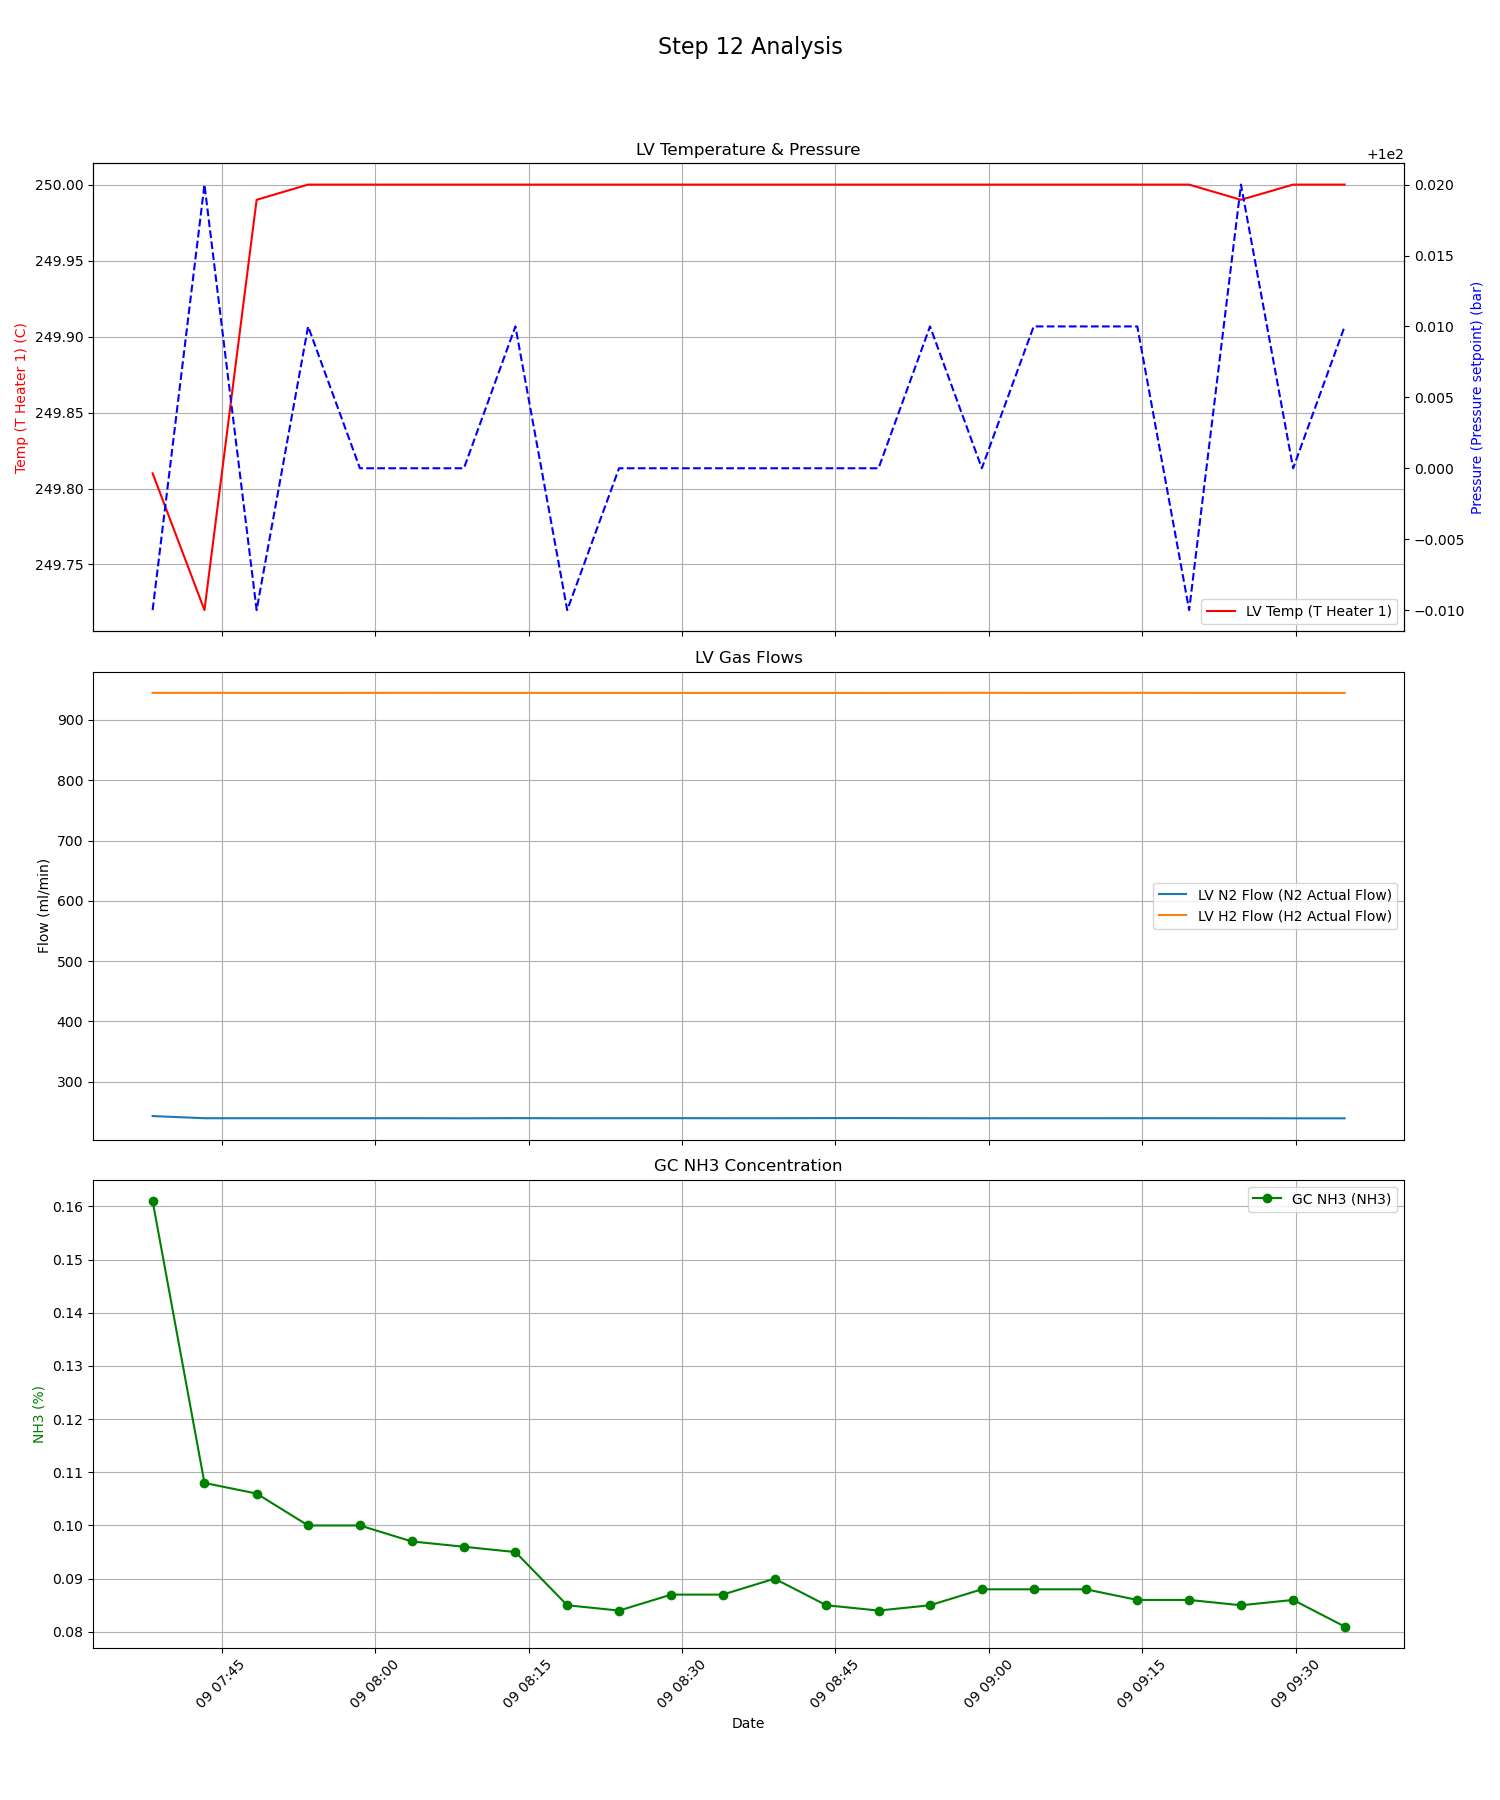 Step 12 Analysis
LV Temperature & Pressure
+1e2
250.00
249.95
249.90
249.85
249.80
249.75
Temp (T Heater 1) (C)
0.020
0.015
0.010
0.005
0.000
−0.005
−0.010
Pressure (Pressure setpoint) (bar)
LV Temp (T Heater 1)
LV Gas Flows
900
800
700
600
500
400
300
Flow (ml/min)
LV N2 Flow (N2 Actual Flow)
LV H2 Flow (H2 Actual Flow)
GC NH3 Concentration
0.16
0.15
0.14
0.13
0.12
0.11
0.10
0.09
0.08
NH3 (%)
GC NH3 (NH3)
09 07:45
09 08:00
09 08:15
09 08:30
09 08:45
09 09:00
09 09:15
09 09:30
Date